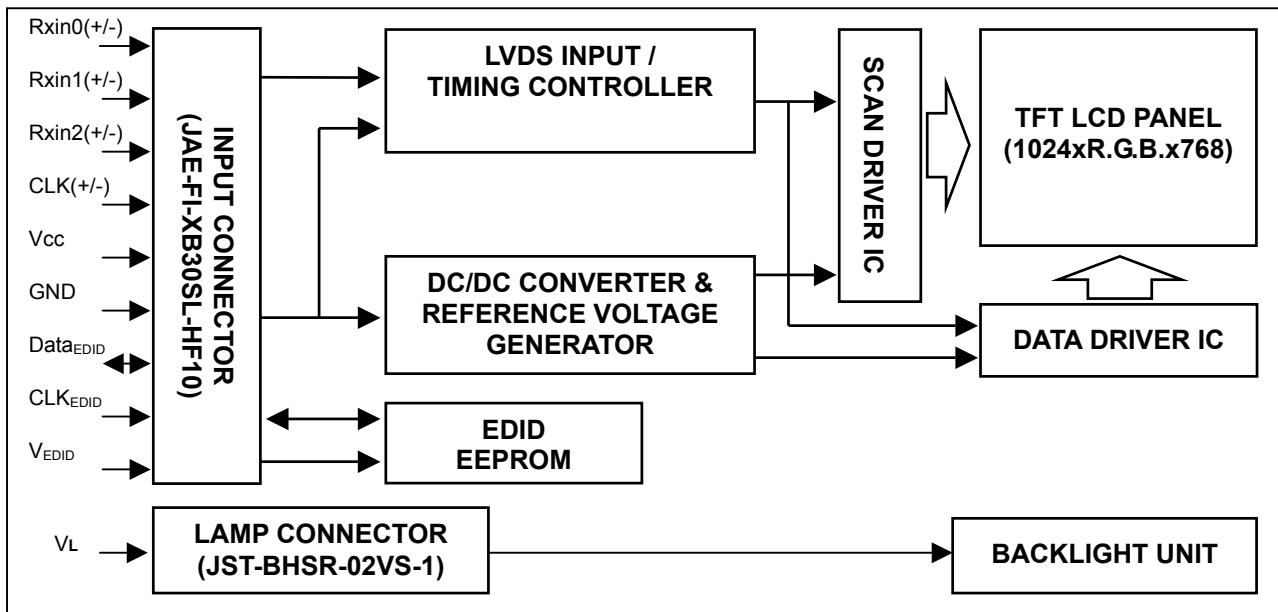 Rxin0(+/-)
Rxin1(+/-)
Rxin2(+/-)
CLK(+/-)
Vcc
GND
DataEDID
CLKEDID
VEDID
VL
INPUT CONNECTOR
(JAE-FI-XB30SL-HF10)
LVDS INPUT /
TIMING CONTROLLER
DC/DC CONVERTER &
REFERENCE VOLTAGE
GENERATOR
EDID
EEPROM
LAMP CONNECTOR
(JST-BHSR-02VS-1)
SCAN DRIVER IC
TFT LCD PANEL
(1024xR.G.B.x768)
DATA DRIVER IC
BACKLIGHT UNIT